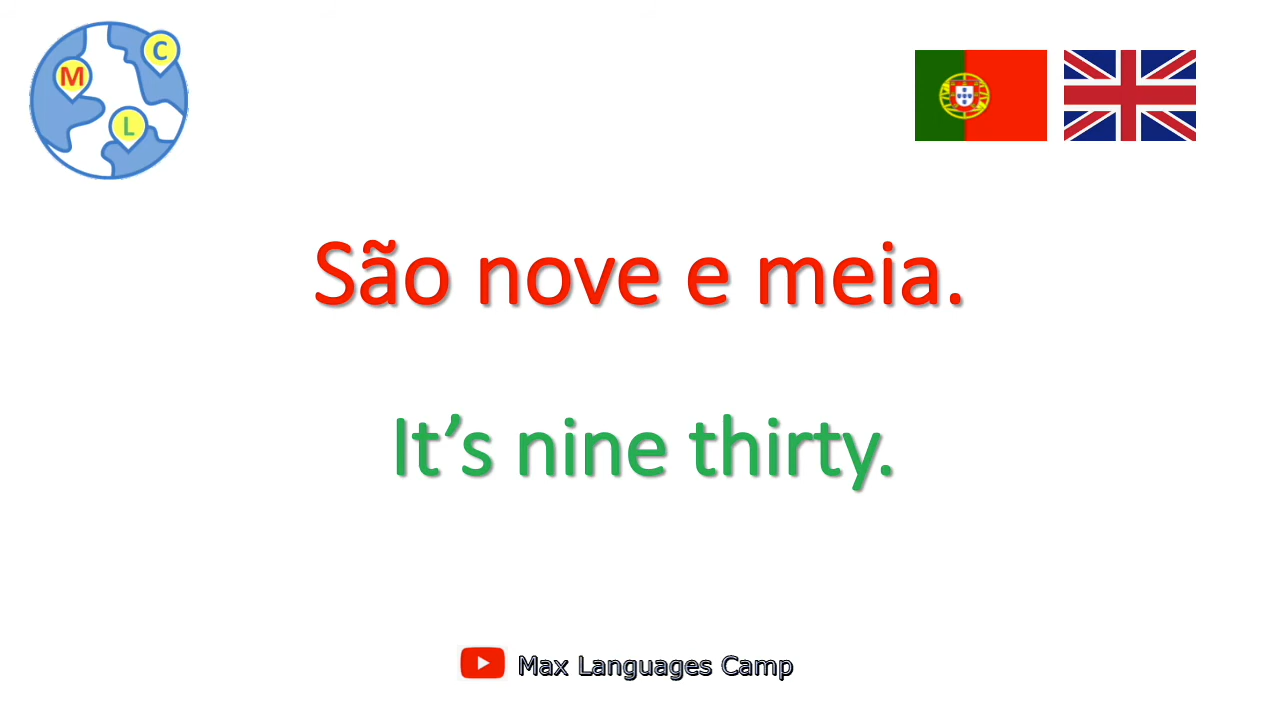 C
M
L
São nove e meia.
It’s nine thirty.
Max Languages Camp